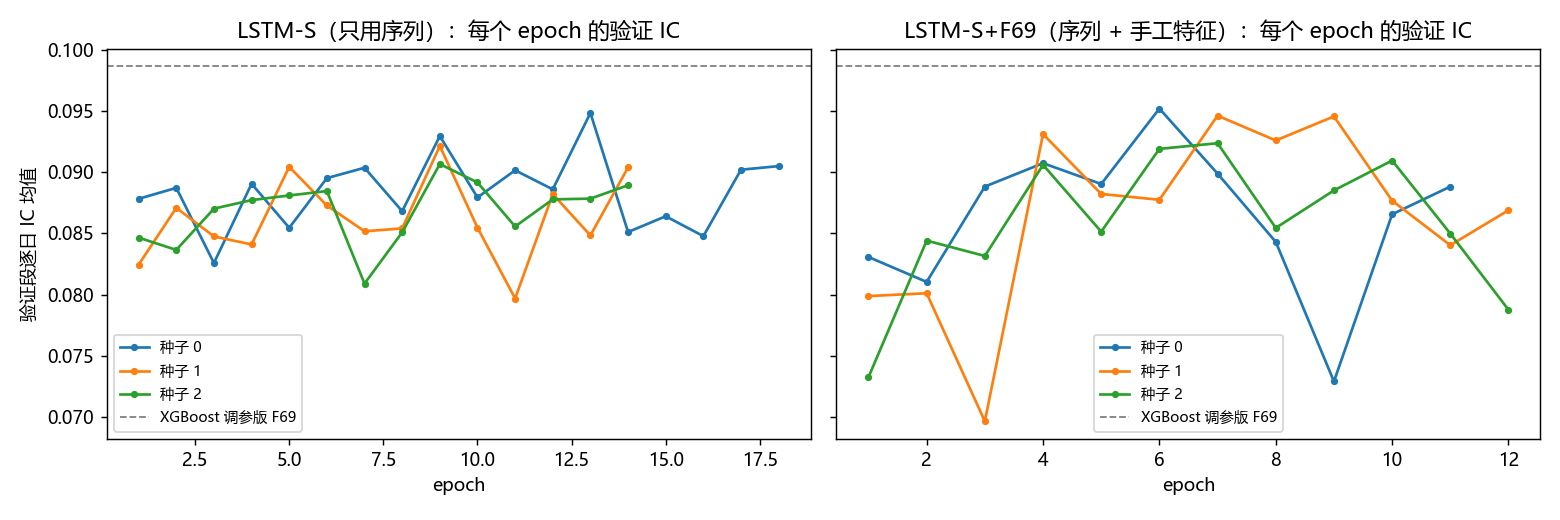 LSTM-S（只用序列）：每个 epoch 的验证 IC
验证段逐日 IC 均值
0.100
0.095
0.090
0.085
0.080
0.075
0.070
种子 0
种子 1
种子 2
XGBoost 调参版 F69
2.5 5.0 7.5 10.0 12.5 15.0 17.5
epoch
LSTM-S+F69（序列 + 手工特征）：每个 epoch 的验证 IC
种子 0
种子 1
种子 2
XGBoost 调参版 F69
2 4 6 8 10 12
epoch